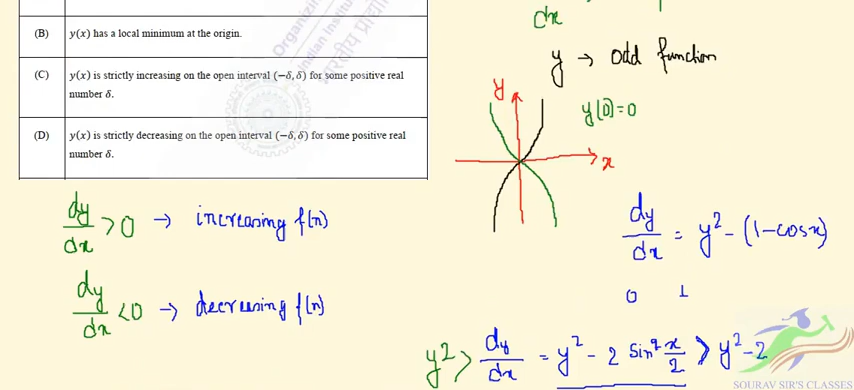 dy/dx
(B) y(x) has a local minimum at the origin.
y → odd function
(C) y(x) is strictly increasing on the open interval (−δ, δ) for some positive real
number δ.
y
y(0)=0
(D) y(x) is strictly decreasing on the open interval (−δ, δ) for some positive real
number δ.
x
dy/dx > 0 → increasing f(n)
dy/dx = y² − (1−cosx)
dy/dx < 0 → decreasing f(n)
0 1
y² > dy/dx = y² − 2 sin² x/2 > y² − 2
SOURAV SIR'S CLASSES